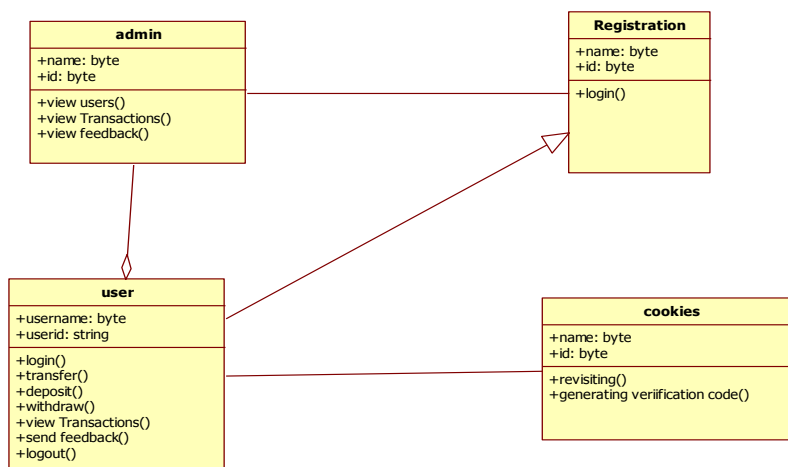 admin
+name: byte
+id: byte
+view users()
+view Transactions()
+view feedback()
Registration
+name: byte
+id: byte
+login()
user
+username: byte
+userid: string
+login()
+transfer()
+deposit()
+withdraw()
+view Transactions()
+send feedback()
+logout()
cookies
+name: byte
+id: byte
+revisiting()
+generating veriification code()